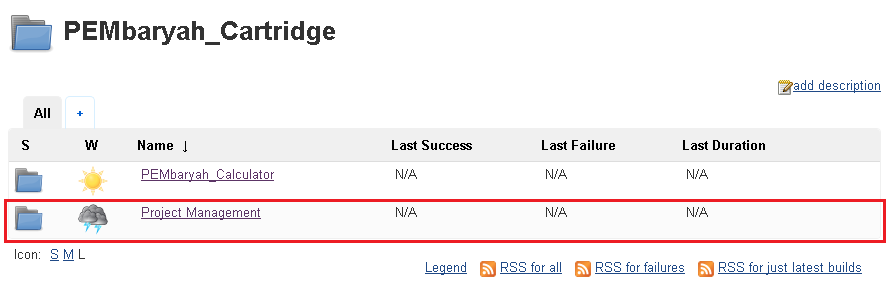 PEMbaryah_Cartridge
add description
All +
S W Name ↓ Last Success Last Failure Last Duration
PEMbaryah_Calculator N/A N/A N/A
Project Management N/A N/A N/A
Icon: S M L
Legend RSS for all RSS for failures RSS for just latest builds